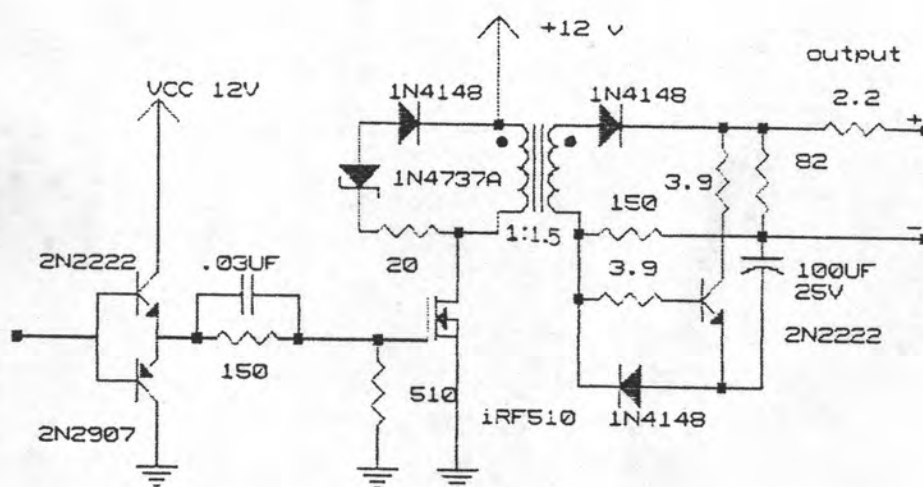 +12 v
output
VCC 12V
1N4148
1N4148
2.2
+
1N4737A
3.9
82
150
-
1:1.5
20
2N2222
.03UF
3.9
100UF
25V
2N2222
150
510
iRF510
1N4148
2N2907